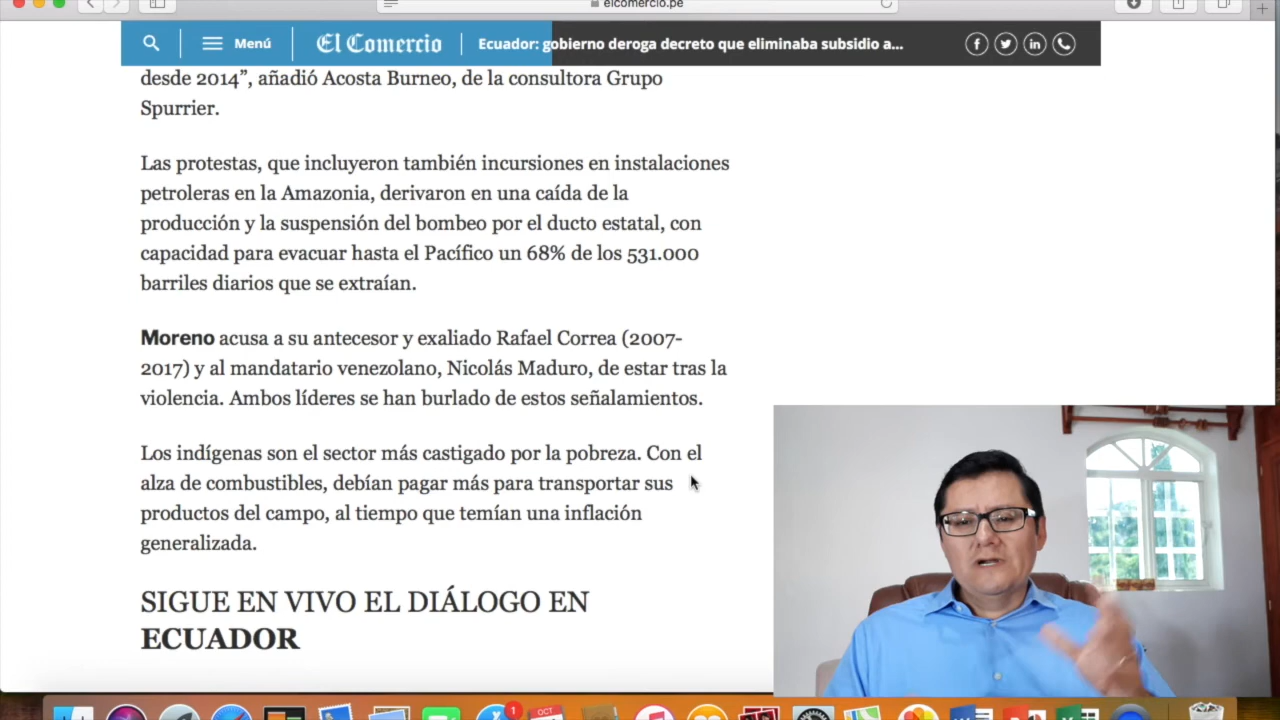 elcomercio.pe
Menú
El Comercio
Ecuador: gobierno deroga decreto que eliminaba subsidio a...
desde 2014”, añadió Acosta Burneo, de la consultora Grupo
Spurrier.
Las protestas, que incluyeron también incursiones en instalaciones
petroleras en la Amazonia, derivaron en una caída de la
producción y la suspensión del bombeo por el ducto estatal, con
capacidad para evacuar hasta el Pacífico un 68% de los 531.000
barriles diarios que se extraían.
Moreno acusa a su antecesor y exaliado Rafael Correa (2007-
2017) y al mandatario venezolano, Nicolás Maduro, de estar tras la
violencia. Ambos líderes se han burlado de estos señalamientos.
Los indígenas son el sector más castigado por la pobreza. Con el
alza de combustibles, debían pagar más para transportar sus
productos del campo, al tiempo que temían una inflación
generalizada.
SIGUE EN VIVO EL DIÁLOGO EN
ECUADOR
1
OCT